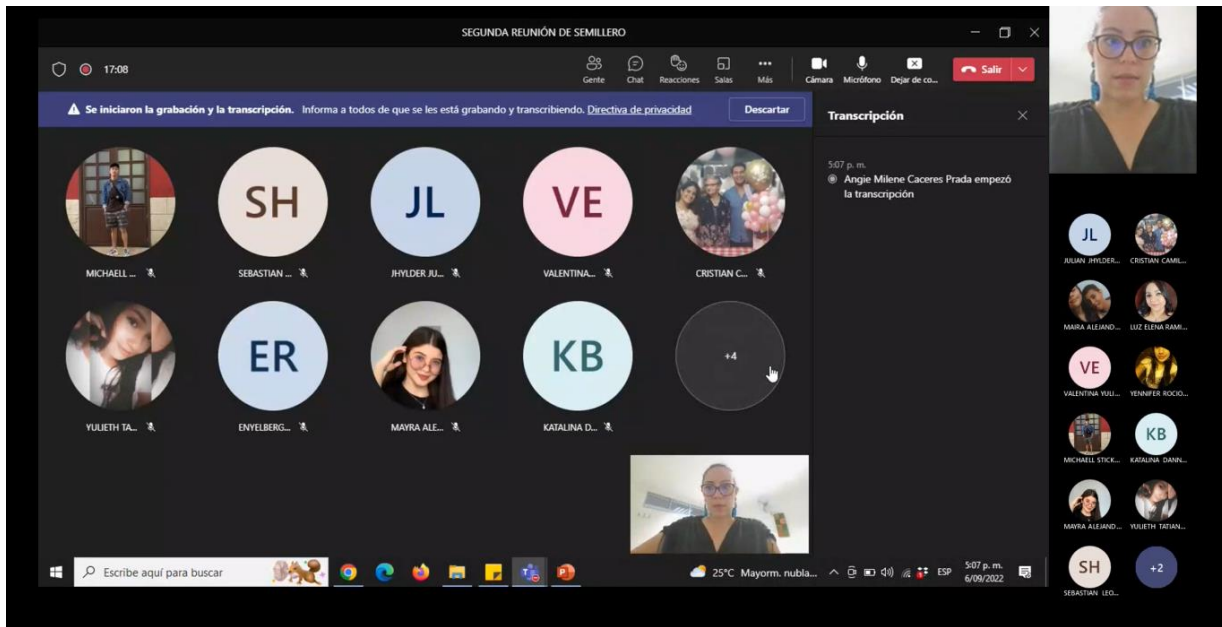 SEGUNDA REUNIÓN DE SEMILLERO
17:08
Gente
Chat
Reacciones
Salas
Más
Cámara
Micrófono
Dejar de co...
Salir
Se iniciaron la grabación y la transcripción. Informa a todos de que se les está grabando y transcribiendo. Directiva de privacidad
Descartar
Transcripción
5:07 p. m.
Angie Milene Caceres Prada empezó
la transcripción
SH
JL
VE
MICHAELL ...
SEBASTIAN ...
JHYLDER JU...
VALENTINA...
CRISTIAN C...
ER
KB
+4
YULIETH TA...
ENYELBERG...
MAYRA ALE...
KATALINA D...
JL
JULIAN JHYLDER...
CRISTIAN CAMIL...
MAIRA ALEJAND...
LUZ ELENA RAMI...
VE
VALENTINA YULI...
YENNIFER ROCIO...
KB
MICHAELL STICK...
KATALINA DANN...
MAYRA ALEJAND...
YULIETH TATIAN...
SH
+2
SEBASTIAN LEO...
Escribe aquí para buscar
25°C Mayorm. nubla...
ESP
5:07 p. m.
6/09/2022